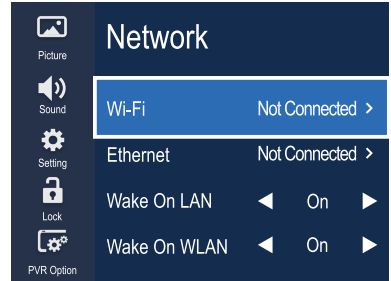 Picture
Sound
Setting
Lock
PVR Option
Network
Wi-Fi Not Connected >
Ethernet Not Connected >
Wake On LAN ◀ On ▶
Wake On WLAN ◀ On ▶